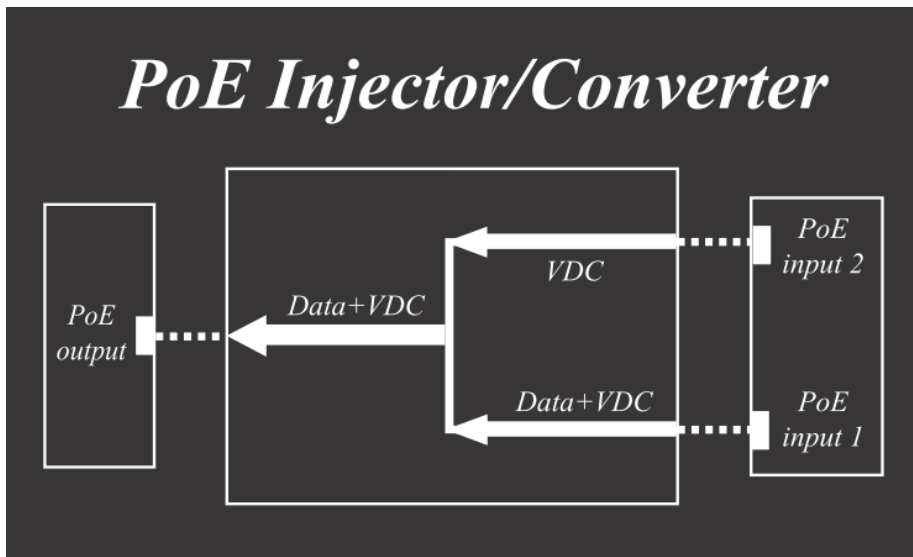 PoE Injector/Converter
PoE
input 2
VDC
Data+VDC
PoE
output
Data+VDC
PoE
input 1